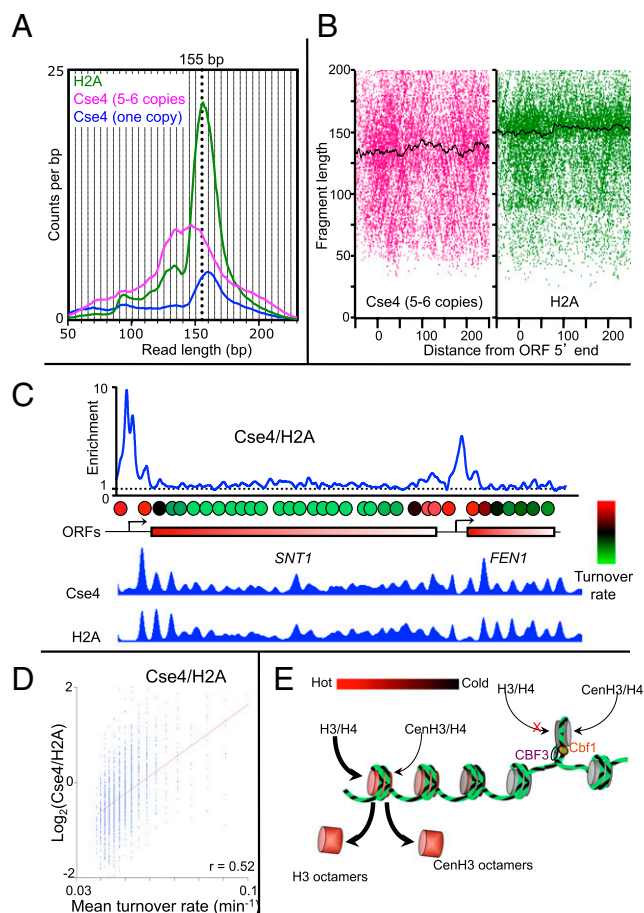 A
155 bp
25
H2A
Cse4 (5-6 copies
Cse4 (one copy)
Counts per bp
0
50 100 150 200
Read length (bp)
B
200
150
100
50
0
Fragment length
Cse4 (5-6 copies)
H2A
0 100 200 0 100 200
Distance from ORF 5' end
C
10
1
0
Enrichment
Cse4/H2A
ORFs
SNT1
FEN1
Turnover
rate
Cse4
H2A
D
Cse4/H2A
2
Log2(Cse4/H2A)
-2
r = 0.52
0.03 0.1
Mean turnover rate (min-1)
E
Hot Cold
H3/H4
CenH3/H4
H3/H4
X
CenH3/H4
CBF3
Cbf1
H3 octamers
CenH3 octamers